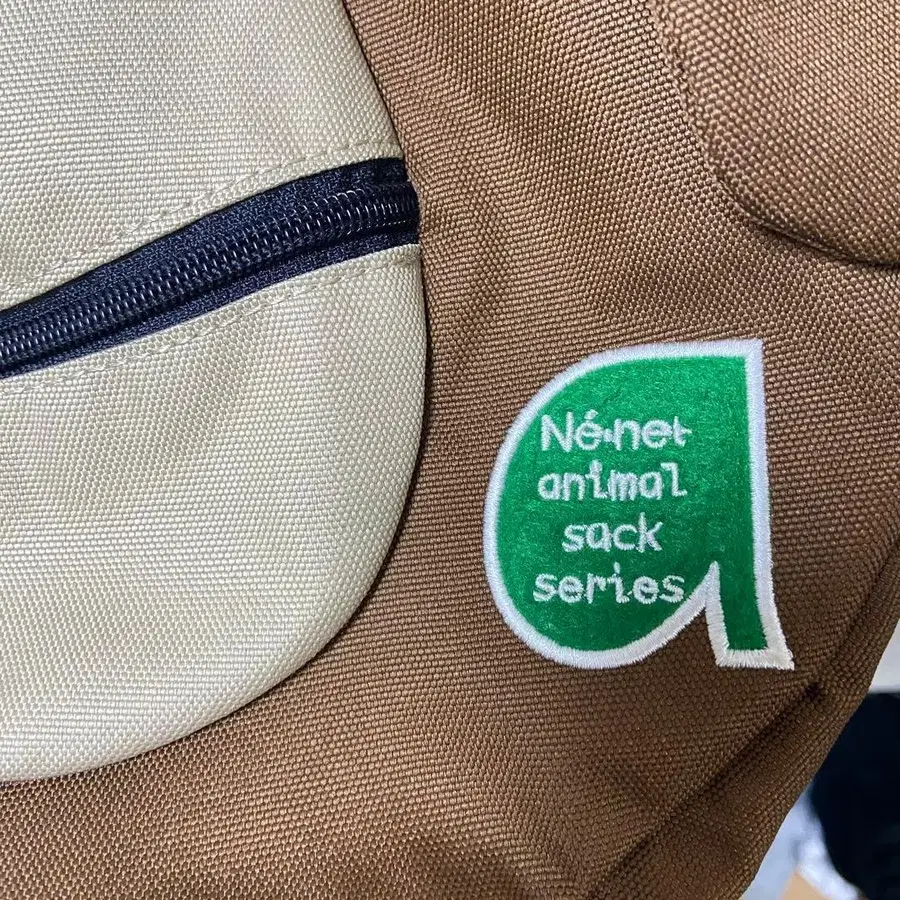 Né·net
animal
sack
series